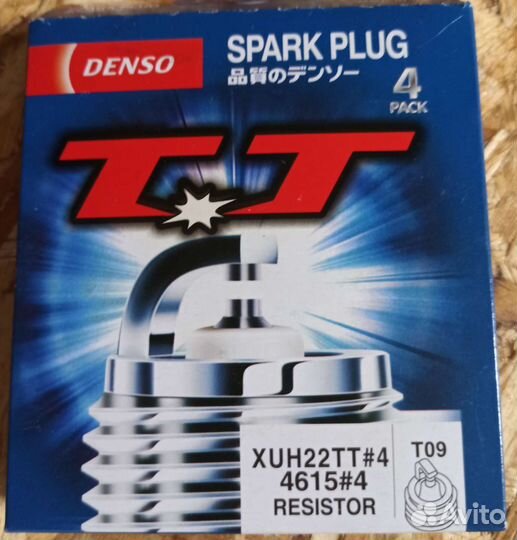 DENSO
SPARK PLUG
品質のデンソー
4
PACK
TT
XUH22TT#4
4615#4
RESISTOR
T09
Avito